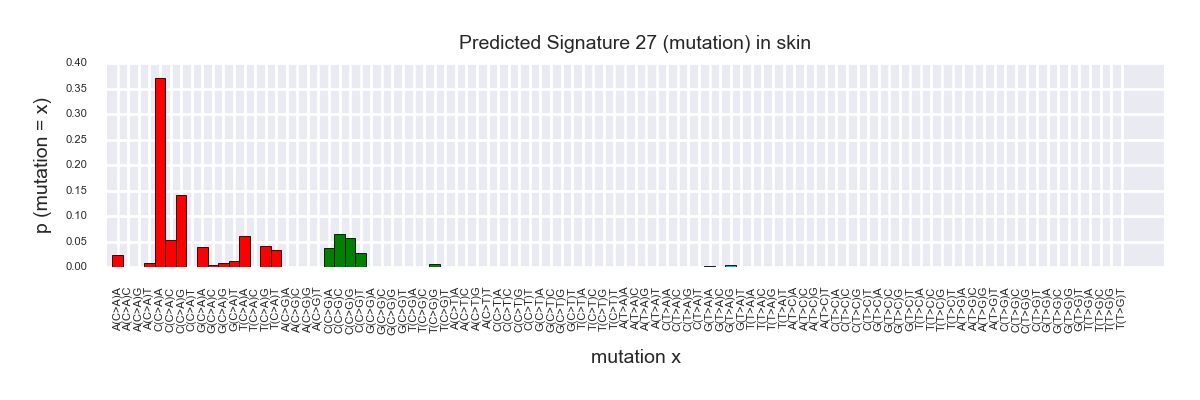 Predicted Signature 27 (mutation) in skin
p (mutation = x)
0.40
0.35
0.30
0.25
0.20
0.15
0.10
0.05
0.00
A(C>A)A
A(C>A)C
A(C>A)G
A(C>A)T
C(C>A)A
C(C>A)C
C(C>A)G
C(C>A)T
G(C>A)A
G(C>A)C
G(C>A)G
G(C>A)T
T(C>A)A
T(C>A)C
T(C>A)G
T(C>A)T
A(C>G)A
A(C>G)C
A(C>G)G
A(C>G)T
C(C>G)A
C(C>G)C
C(C>G)G
C(C>G)T
G(C>G)A
G(C>G)C
G(C>G)G
G(C>G)T
T(C>G)A
T(C>G)C
T(C>G)G
T(C>G)T
A(C>T)A
A(C>T)C
A(C>T)G
A(C>T)T
C(C>T)A
C(C>T)C
C(C>T)G
C(C>T)T
G(C>T)A
G(C>T)C
G(C>T)G
G(C>T)T
T(C>T)A
T(C>T)C
T(C>T)G
T(C>T)T
A(T>A)A
A(T>A)C
A(T>A)G
A(T>A)T
C(T>A)A
C(T>A)C
C(T>A)G
C(T>A)T
G(T>A)A
G(T>A)C
G(T>A)G
G(T>A)T
T(T>A)A
T(T>A)C
T(T>A)G
T(T>A)T
A(T>C)A
A(T>C)C
A(T>C)G
A(T>C)T
C(T>C)A
C(T>C)C
C(T>C)G
C(T>C)T
G(T>C)A
G(T>C)C
G(T>C)G
G(T>C)T
T(T>C)A
T(T>C)C
T(T>C)G
T(T>C)T
A(T>G)A
A(T>G)C
A(T>G)G
A(T>G)T
C(T>G)A
C(T>G)C
C(T>G)G
C(T>G)T
G(T>G)A
G(T>G)C
G(T>G)G
G(T>G)T
T(T>G)A
T(T>G)C
T(T>G)G
T(T>G)T
mutation x